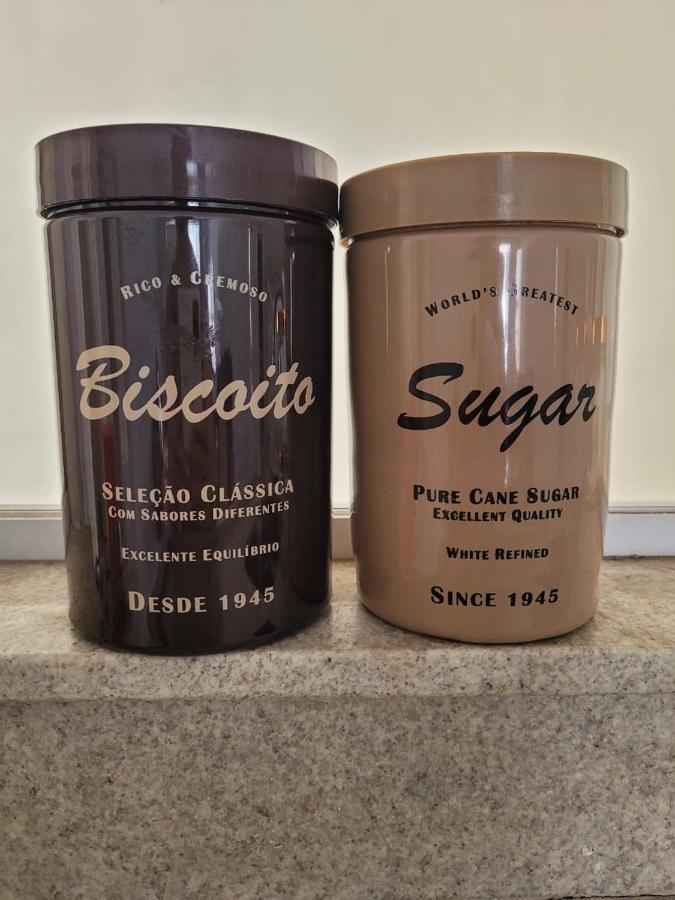 RICO & CREMOSO
Biscoito
SELEÇÃO CLÁSSICA
COM SABORES DIFERENTES
EXCELENTE EQUILÍBRIO
DESDE 1945
WORLD'S GREATEST
Sugar
PURE CANE SUGAR
EXCELLENT QUALITY
WHITE REFINED
SINCE 1945